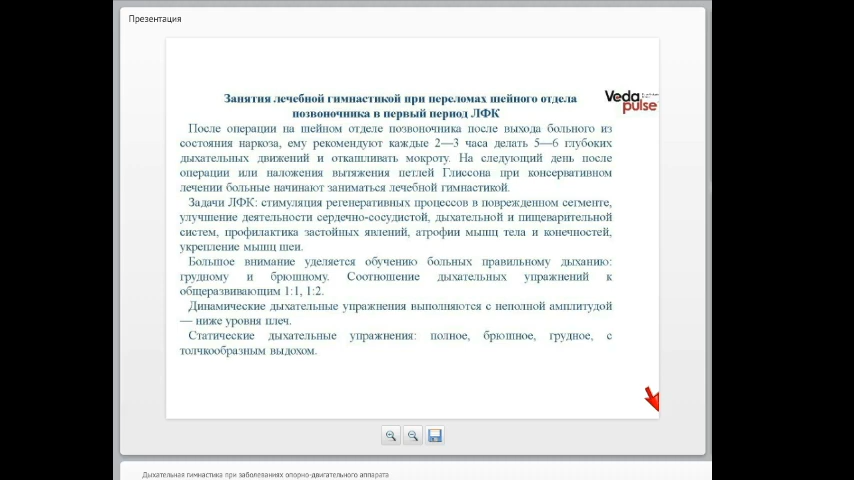 Презентация
Занятия лечебной гимнастикой при переломах шейного отдела
позвоночника в первый период ЛФК
Veda
pulse
После операции на шейном отделе позвоночника после выхода больного из
состояния наркоза, ему рекомендуют каждые 2—3 часа делать 5—6 глубоких
дыхательных движений и откашливать мокроту. На следующий день после
операции или наложения вытяжения петлей Глиссона при консервативном
лечении больные начинают заниматься лечебной гимнастикой.
Задачи ЛФК: стимуляция регенеративных процессов в поврежденном сегменте,
улучшение деятельности сердечно-сосудистой, дыхательной и пищеварительной
систем, профилактика застойных явлений, атрофии мышц тела и конечностей,
укрепление мышц шеи.
Большое внимание уделяется обучению больных правильному дыханию:
грудному и брюшному. Соотношение дыхательных упражнений к
общеразвивающим 1:1, 1:2.
Динамические дыхательные упражнения выполняются с неполной амплитудой
— ниже уровня плеч.
Статические дыхательные упражнения: полное, брюшное, грудное, с
толчкообразным выдохом.
Дыхательная гимнастика при заболеваниях опорно-двигательного аппарата